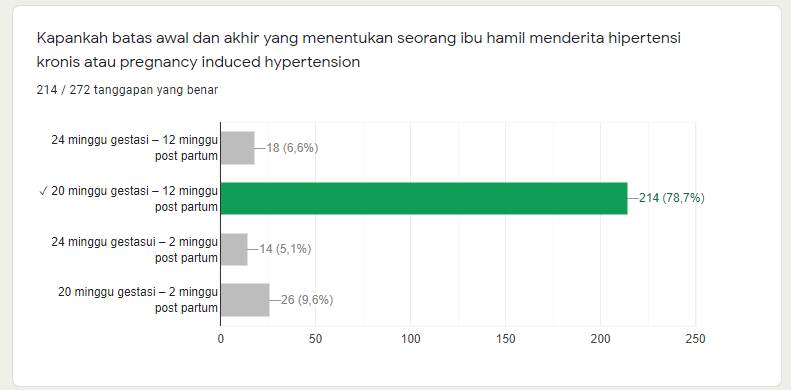 Kapankah batas awal dan akhir yang menentukan seorang ibu hamil menderita hipertensi
kronis atau pregnancy induced hypertension
214 / 272 tanggapan yang benar
24 minggu gestasi – 12 minggu
post partum
18 (6,6%)
✓ 20 minggu gestasi – 12 minggu
post partum
214 (78,7%)
24 minggu gestasui – 2 minggu
post partum
14 (5,1%)
20 minggu gestasi – 2 minggu
post partum
26 (9,6%)
0 50 100 150 200 250